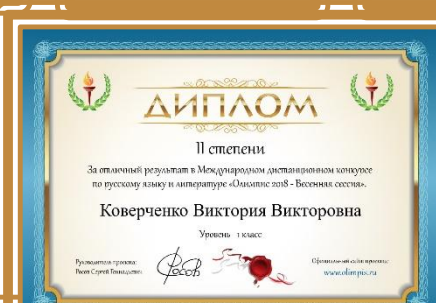 ДИПЛОМ
II степени
За отличный результат в Международном дистанционном конкурсе
по русскому языку и литературе «Олимпис 2018 - Весенняя сессия».
Коверченко Виктория Викторовна
Уровень 1 класс
Руководитель проекта:
Официальный сайт проекта:
www.olimpis.ru